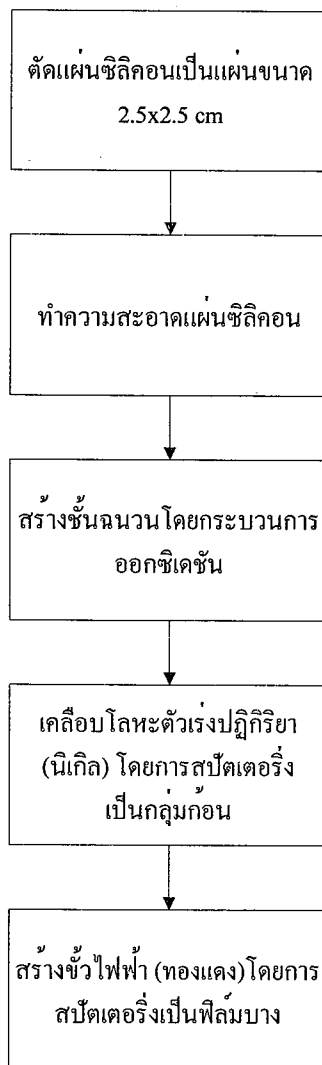 ตัดแผ่นซิลิคอนเป็นแผ่นขนาด
2.5x2.5 cm
ทำความสะอาดแผ่นซิลิคอน
สร้างชั้นฉนวนโดยกระบวนการ
ออกซิเดชัน
เคลือบโลหะตัวเร่งปฏิกิริยา
(นิเกิล) โดยการสปัตเตอริ่ง
เป็นกลุ่มก้อน
สร้างขั้วไฟฟ้า (ทองแดง)โดยการ
สปัตเตอริ่งเป็นฟิล์มบาง